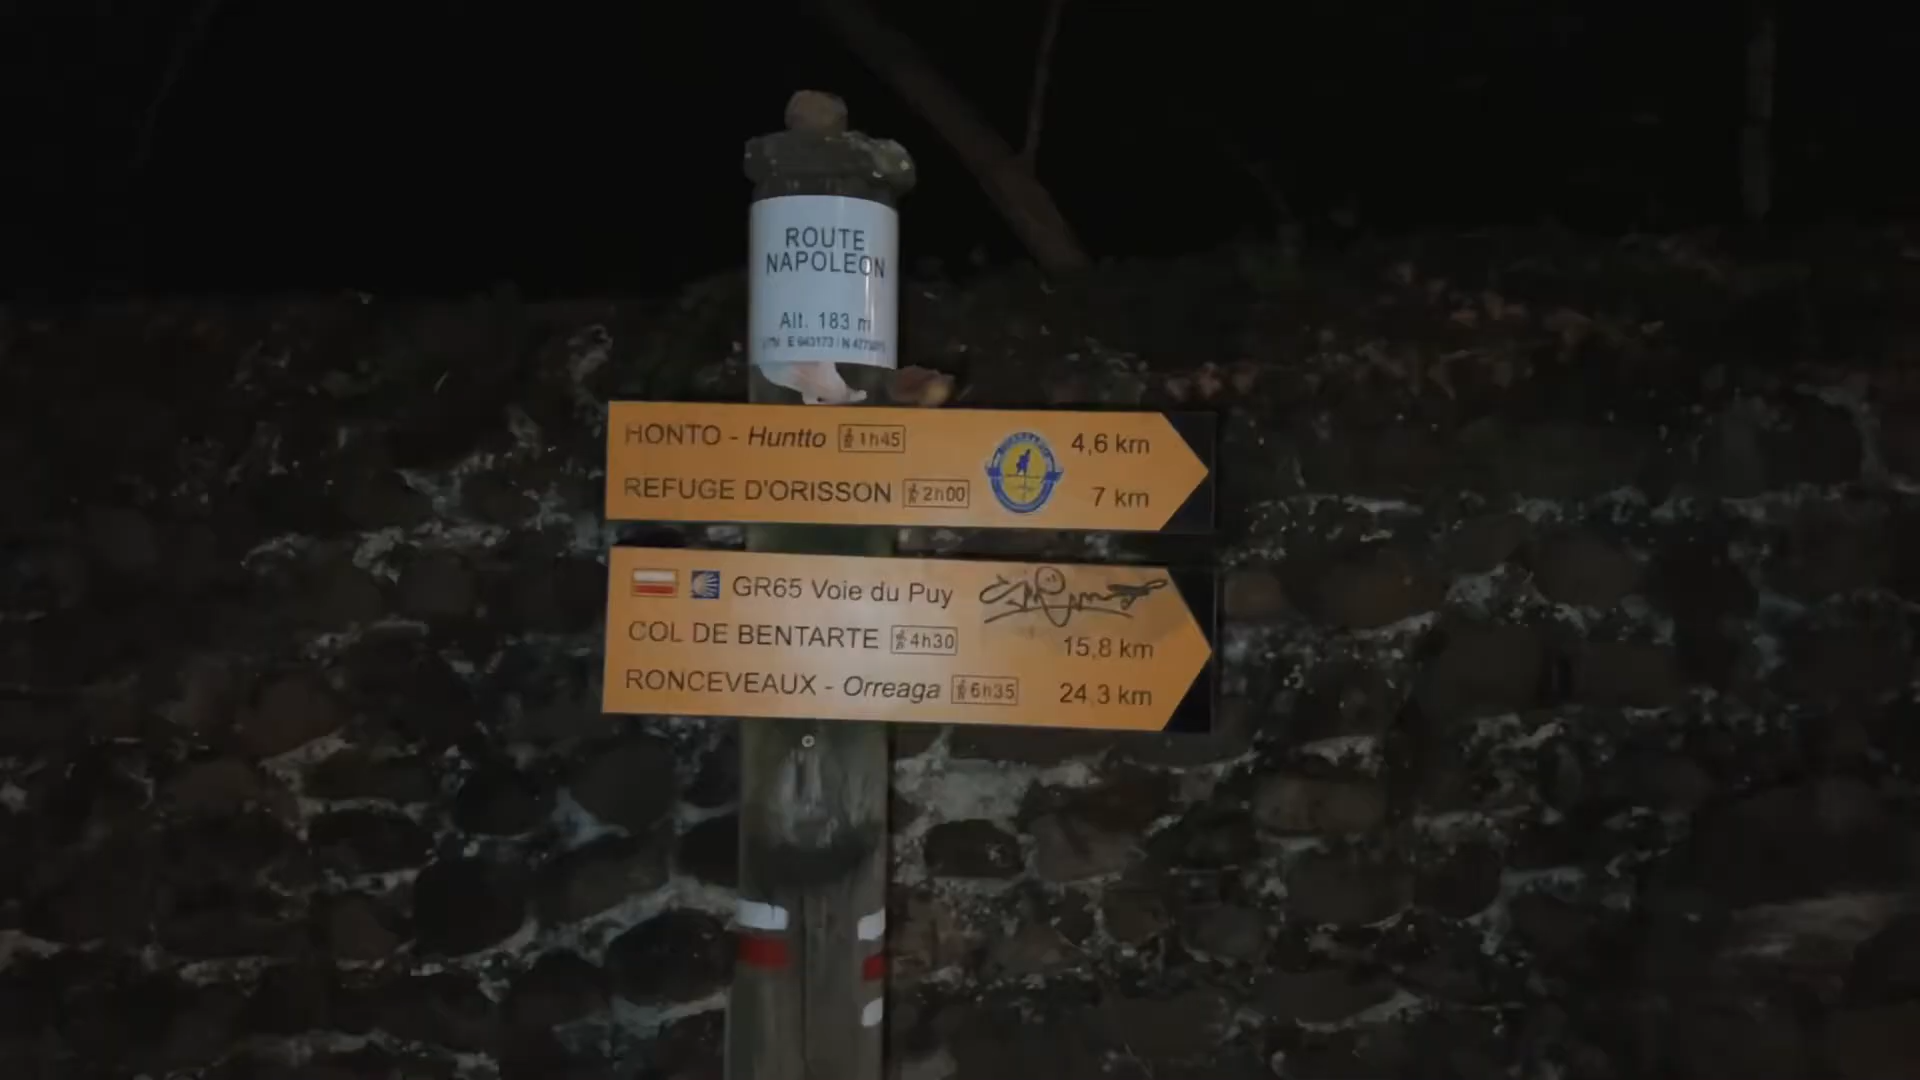 ROUTE
NAPOLEON
Alt. 183 m
HONTO - Huntto 1h45 4,6 km
REFUGE D'ORISSON 2h00 7 km
GR65 Voie du Puy
COL DE BENTARTE 4h30 15,8 km
RONCEVEAUX - Orreaga 6h35 24,3 km